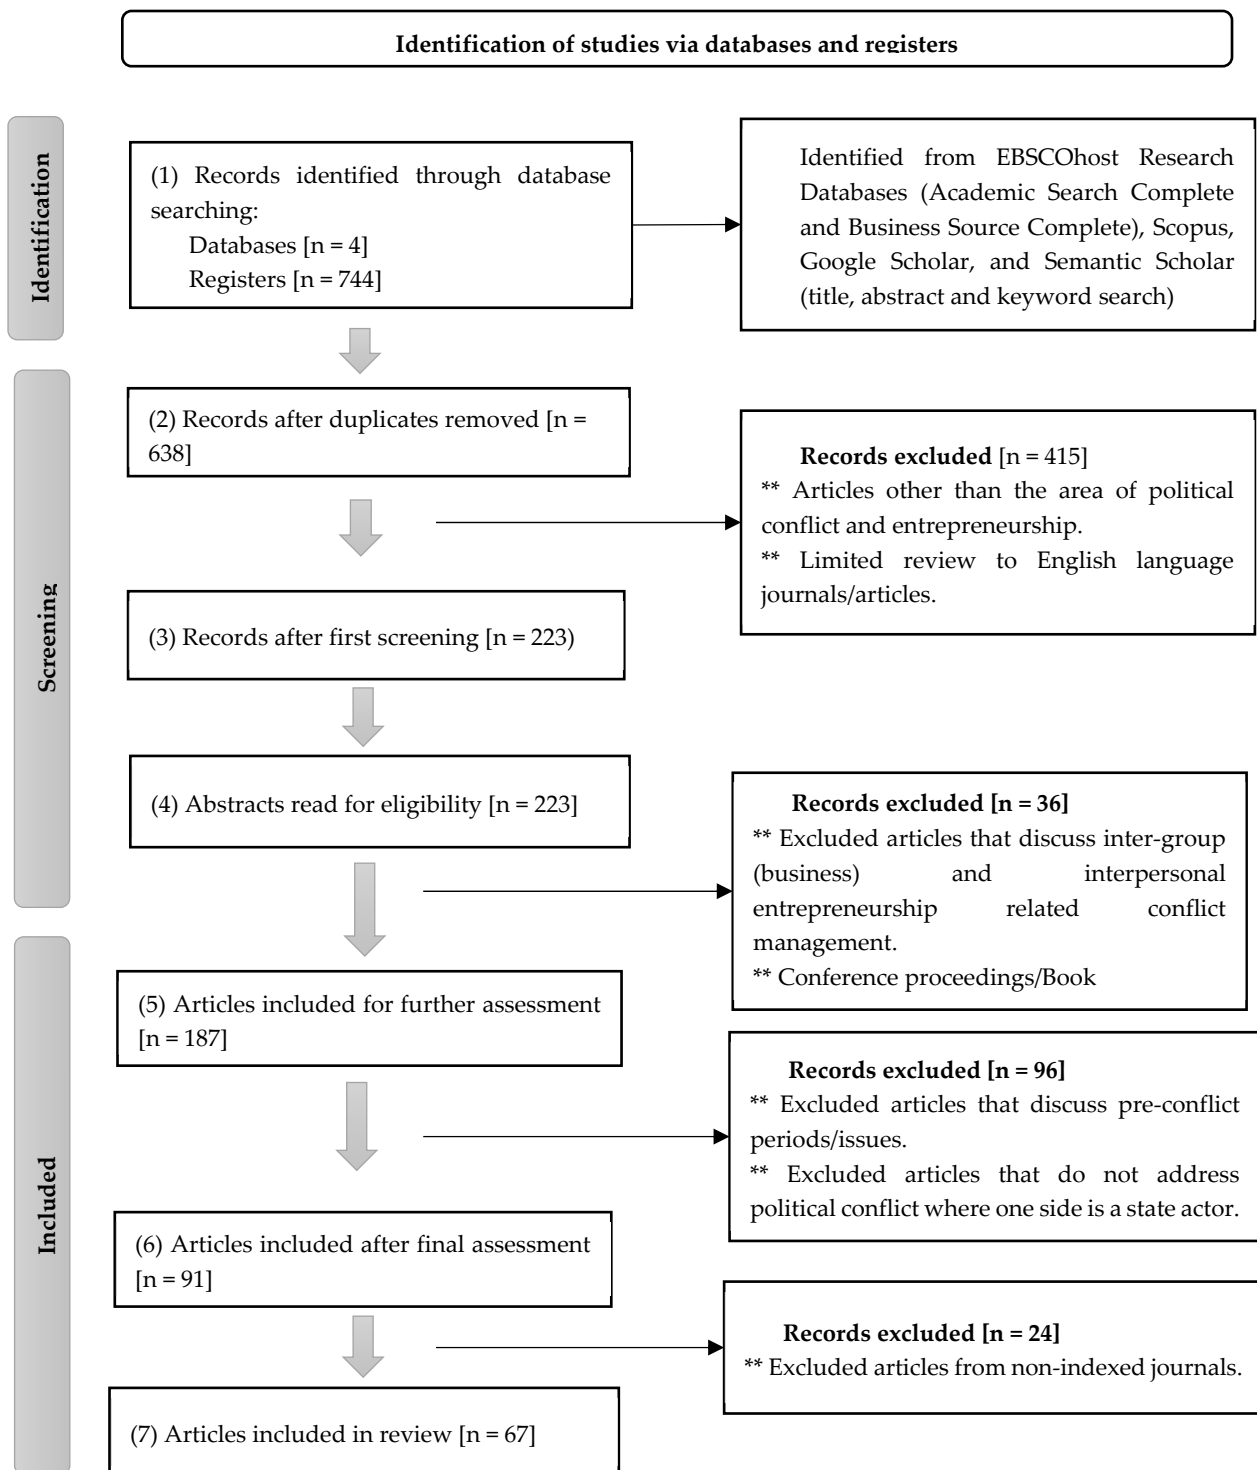 Identification of studies via databases and registers
Identification
(1) Records identified through database
searching:
Databases [n = 4]
Registers [n = 744]
Identified from EBSCOhost Research
Databases (Academic Search Complete
and Business Source Complete), Scopus,
Google Scholar, and Semantic Scholar
(title, abstract and keyword search)
Screening
(2) Records after duplicates removed [n =
638]
Records excluded [n = 415]
** Articles other than the area of political
conflict and entrepreneurship.
** Limited review to English language
journals/articles.
(3) Records after first screening [n = 223)
(4) Abstracts read for eligibility [n = 223]
Records excluded [n = 36]
** Excluded articles that discuss inter-group
(business) and interpersonal
entrepreneurship related conflict
management.
** Conference proceedings/Book
Included
(5) Articles included for further assessment
[n = 187]
Records excluded [n = 96]
** Excluded articles that discuss pre-conflict
periods/issues.
** Excluded articles that do not address
political conflict where one side is a state actor.
(6) Articles included after final assessment
[n = 91]
Records excluded [n = 24]
** Excluded articles from non-indexed journals.
(7) Articles included in review [n = 67]